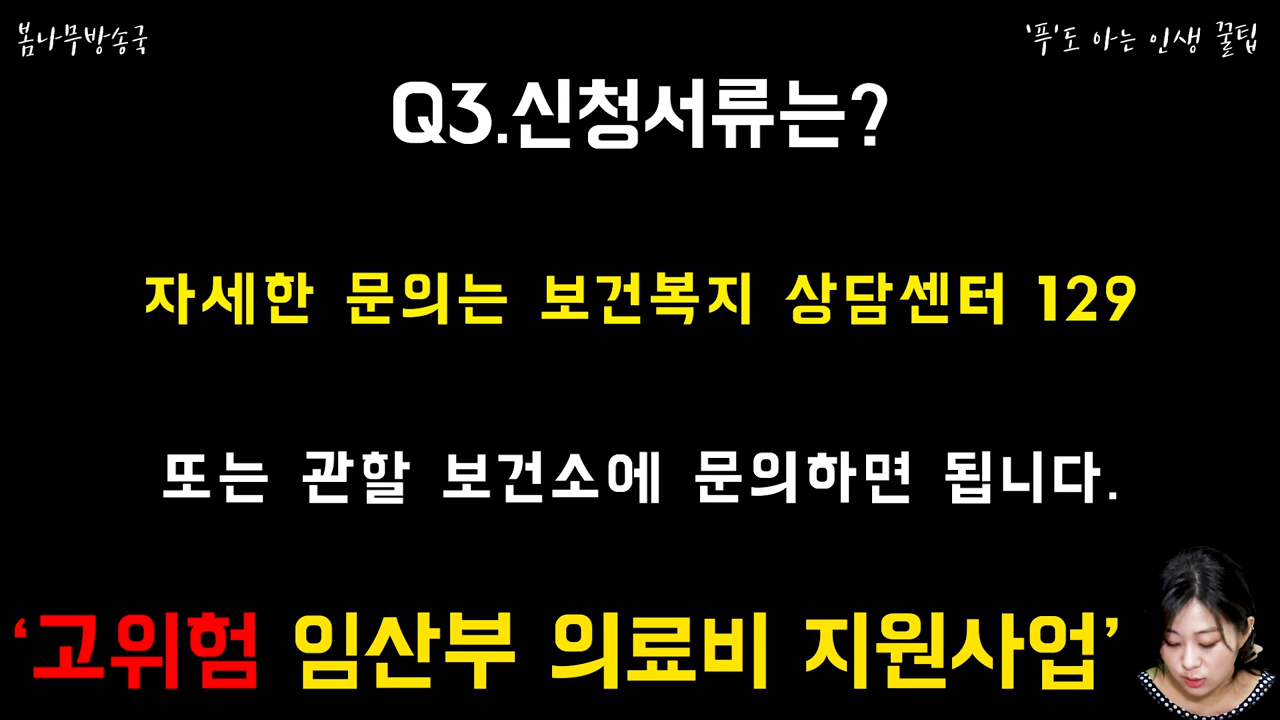 봄나무방송국
'푸'도 아는 인생 꿀팁
Q3.신청서류는?
자세한 문의는 보건복지 상담센터 129
또는 관할 보건소에 문의하면 됩니다.
‘고위험 임산부 의료비 지원사업’